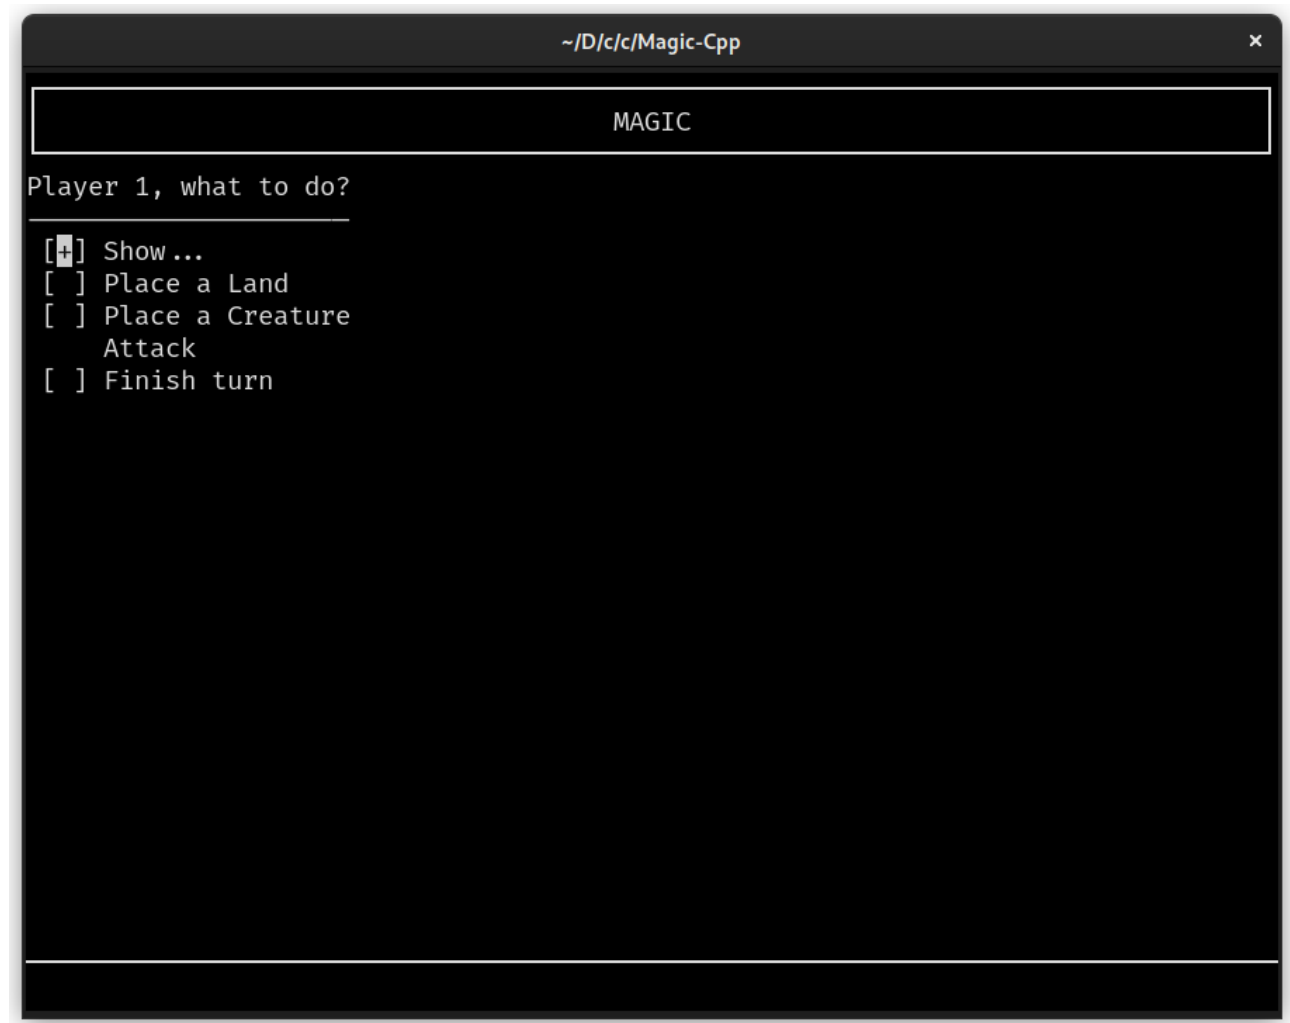 ~/D/c/c/Magic-Cpp ×
MAGIC
Player 1, what to do?
[+] Show...
[ ] Place a Land
[ ] Place a Creature
Attack
[ ] Finish turn